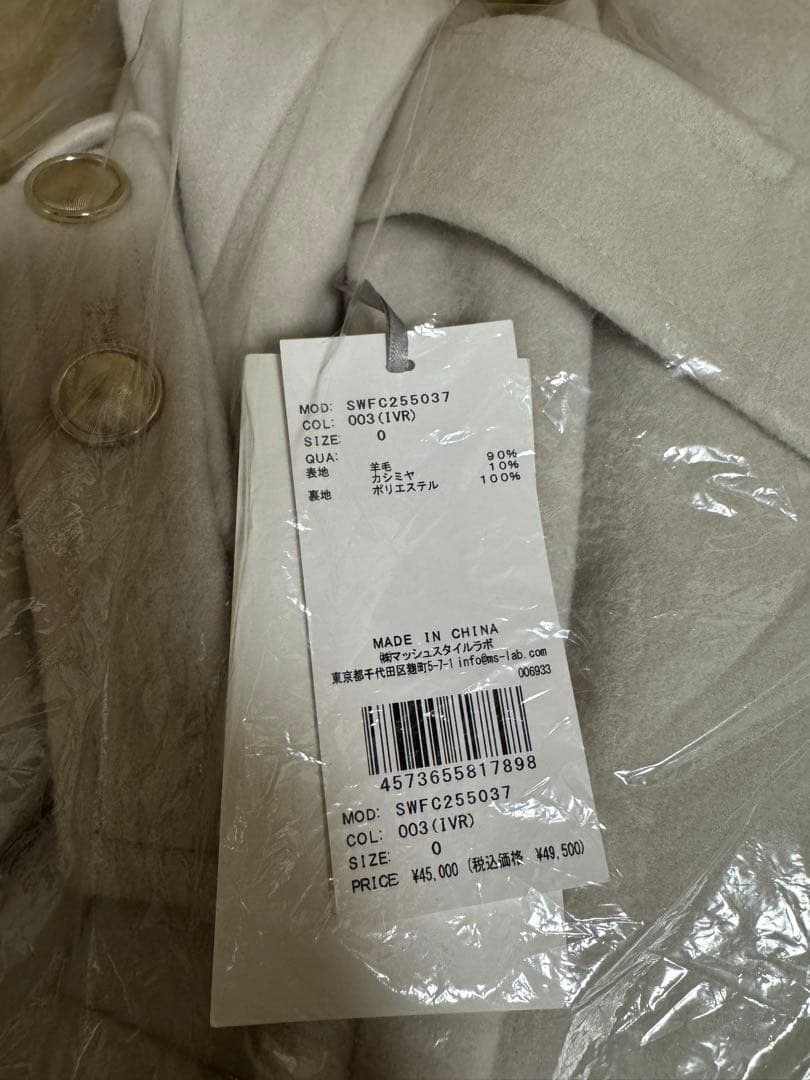 MOD: SWFC255037
COL: 003(IVR)
SIZE: 0
QUA:
表地 羊毛 90%
カシミヤ 10%
裏地 ポリエステル 100%
MADE IN CHINA
㈱マッシュスタイルラボ
東京都千代田区麹町5-7-1 info@ms-lab.com
006933
4573655817898
MOD: SWFC255037
COL: 003(IVR)
SIZE: 0
PRICE ¥45,000 (税込価格 ¥49,500)